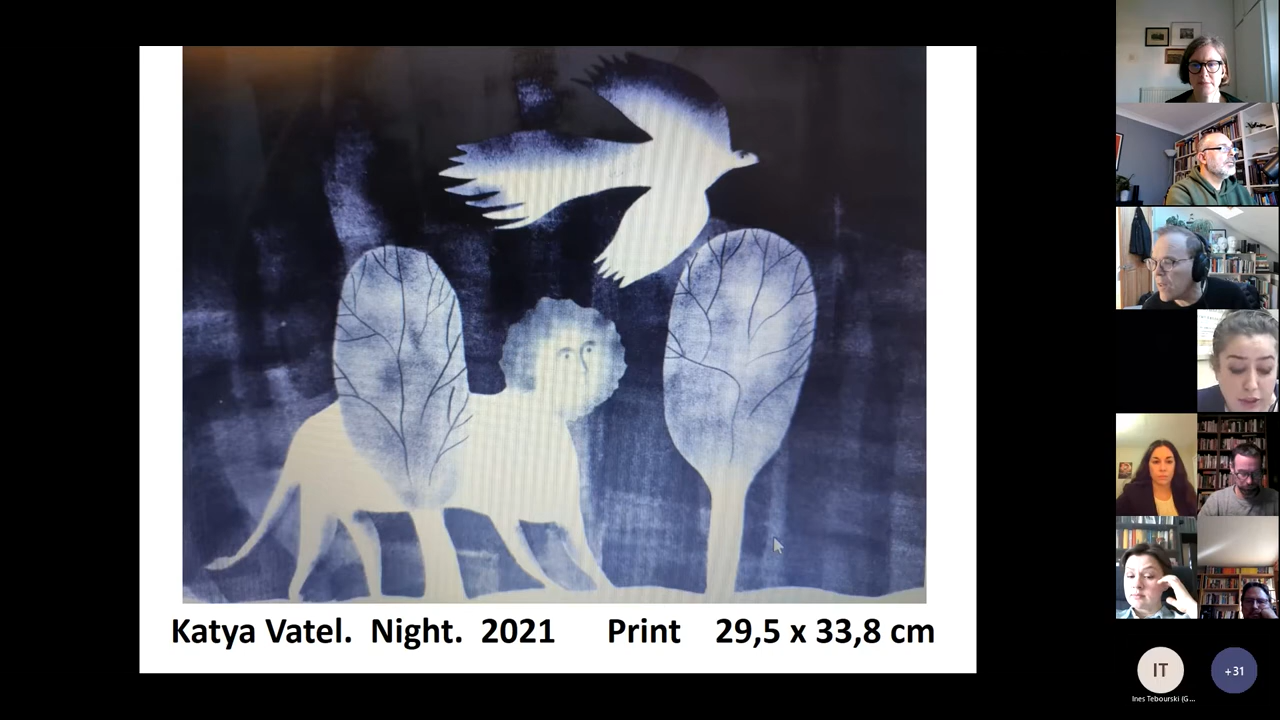 Katya Vatel.  Night.  2021      Print    29,5 x 33,8 cm
IT
+31
Ines Tebourski (G...